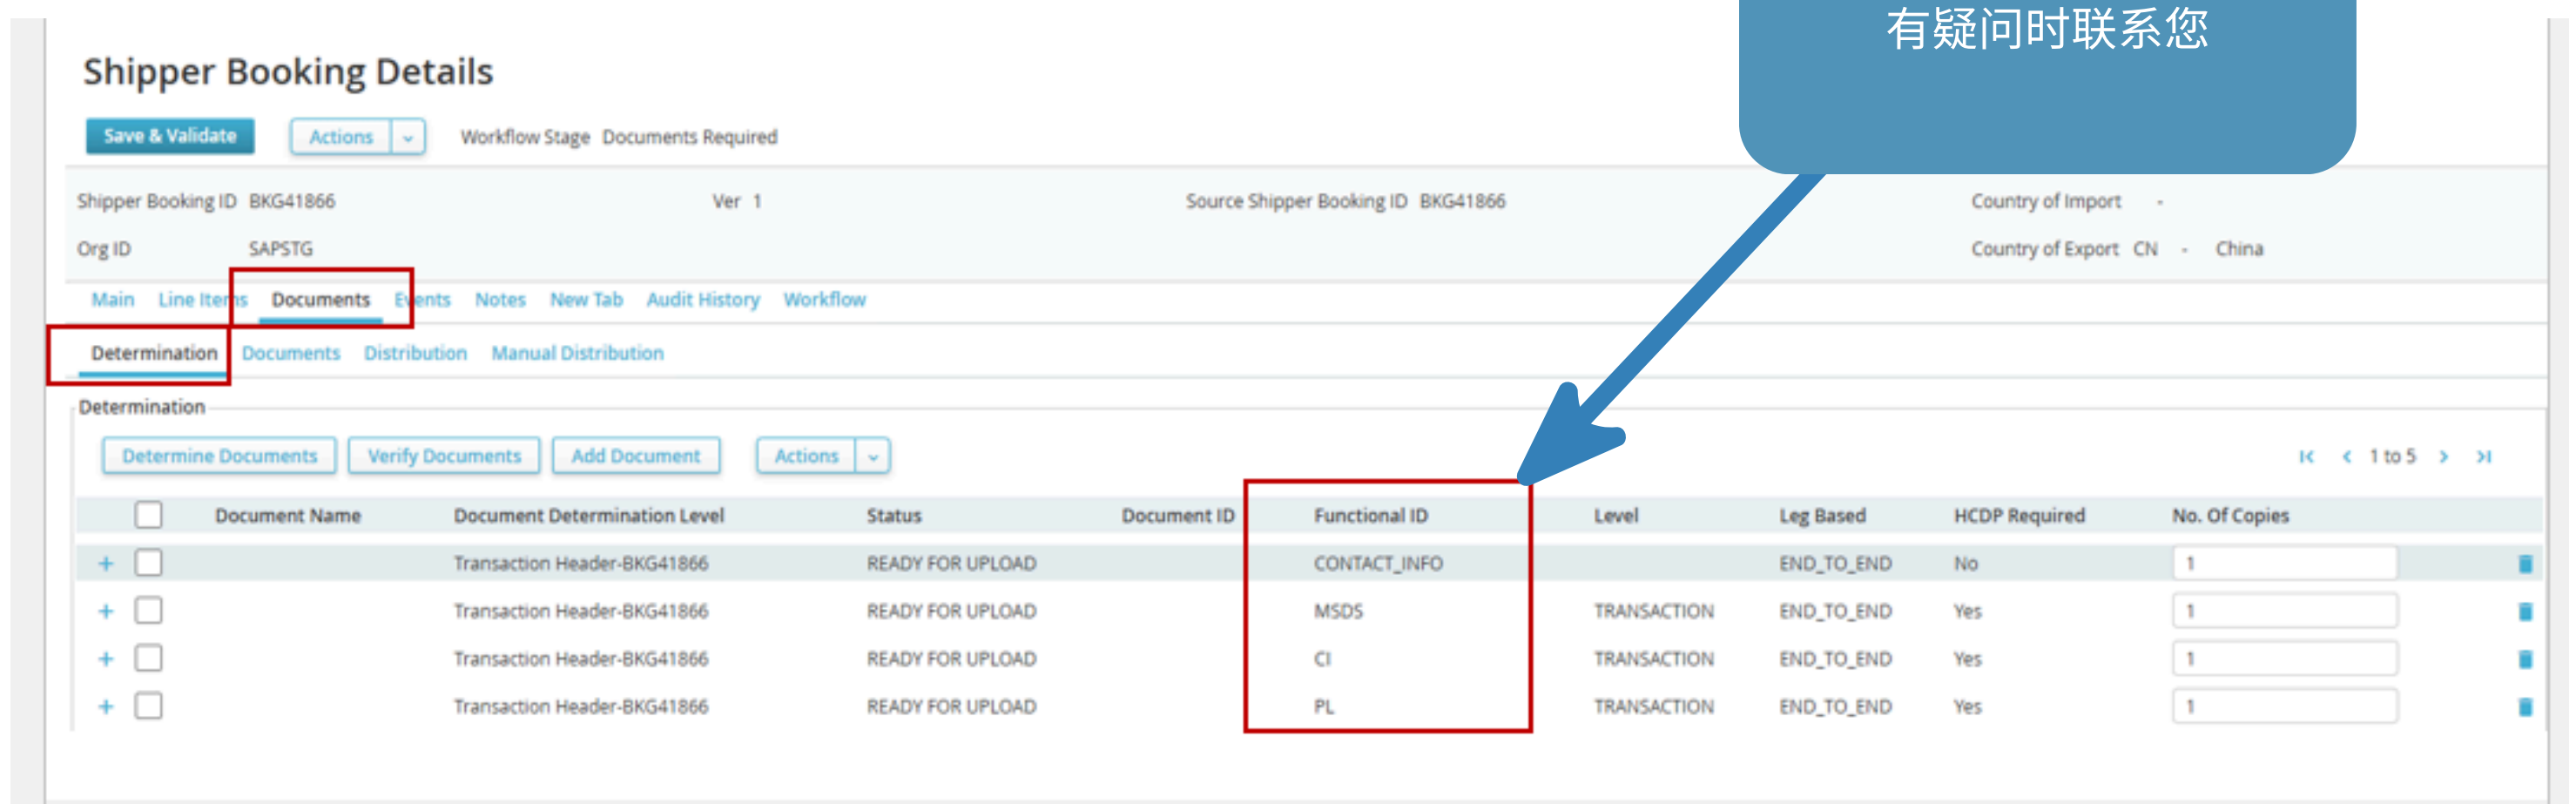 有疑问时联系您
Shipper Booking Details
Save & Validate Actions Workflow Stage Documents Required
Shipper Booking ID BKG41866 Ver 1 Source Shipper Booking ID BKG41866 Country of Import -
Org ID SAPSTG Country of Export CN - China
Main Line Items Documents Events Notes New Tab Audit History Workflow
Determination Documents Distribution Manual Distribution
Determination
Determine Documents Verify Documents Add Document Actions 1 to 5
Document Name Document Determination Level Status Document ID Functional ID Level Leg Based HCDP Required No. Of Copies
+ Transaction Header-BKG41866 READY FOR UPLOAD CONTACT_INFO END_TO_END No 1
+ Transaction Header-BKG41866 READY FOR UPLOAD MSDS TRANSACTION END_TO_END Yes 1
+ Transaction Header-BKG41866 READY FOR UPLOAD CI TRANSACTION END_TO_END Yes 1
+ Transaction Header-BKG41866 READY FOR UPLOAD PL TRANSACTION END_TO_END Yes 1